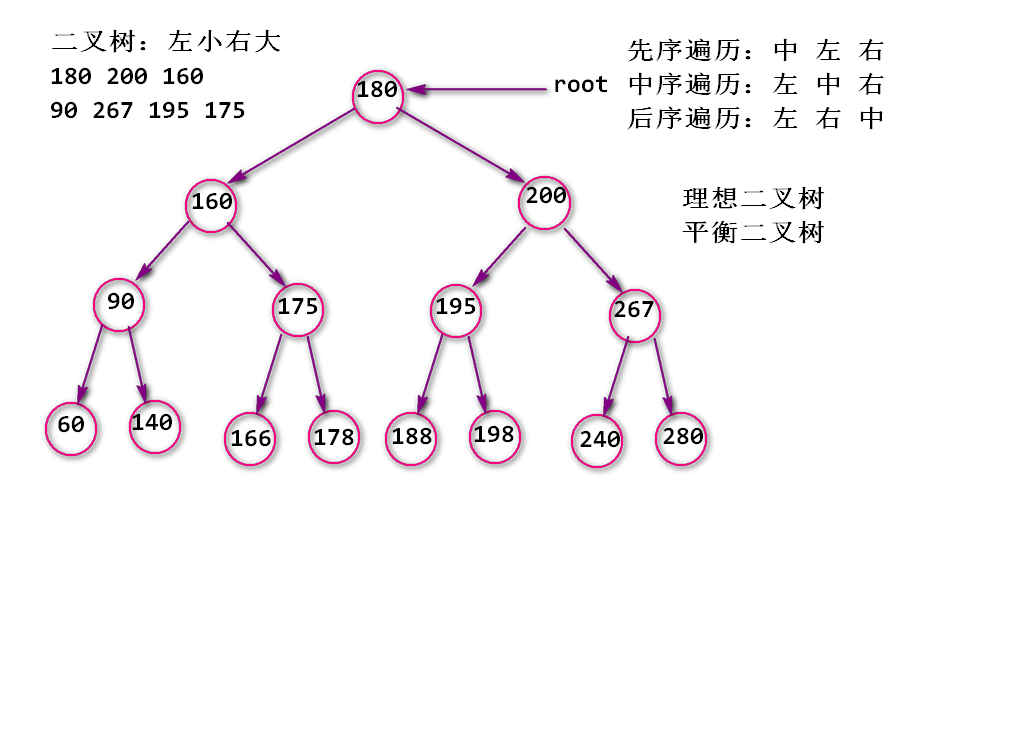 二叉树：左小右大
180 200 160
90 267 195 175
先序遍历：中 左 右
root 中序遍历：左 中 右
后序遍历：左 右 中
理想二叉树
平衡二叉树
180
160 200
90 175 195 267
60 140 166 178 188 198 240 280